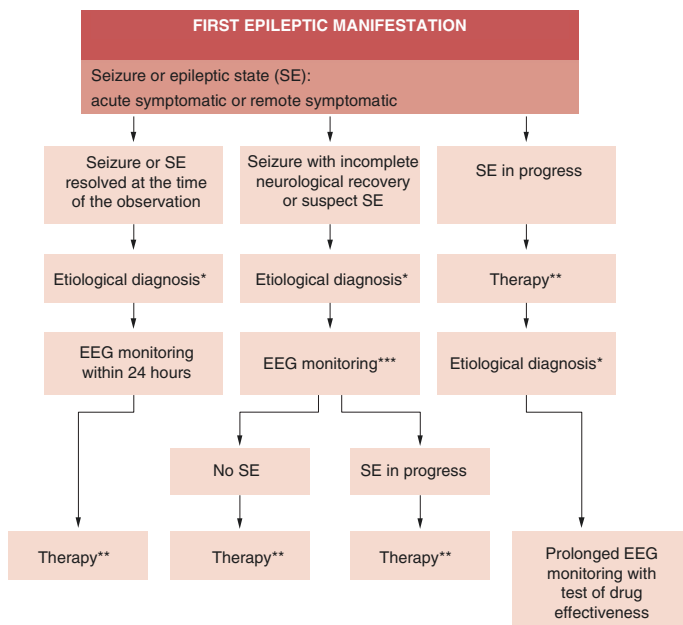 FIRST EPILEPTIC MANIFESTATION
Seizure or epileptic state (SE):
acute symptomatic or remote symptomatic
Seizure or SE
resolved at the time
of the observation
Seizure with incomplete
neurological recovery
or suspect SE
SE in progress
Etiological diagnosis*
Etiological diagnosis*
Therapy**
EEG monitoring
within 24 hours
EEG monitoring***
Etiological diagnosis*
No SE
SE in progress
Therapy**
Therapy**
Therapy**
Prolonged EEG
monitoring with
test of drug
effectiveness